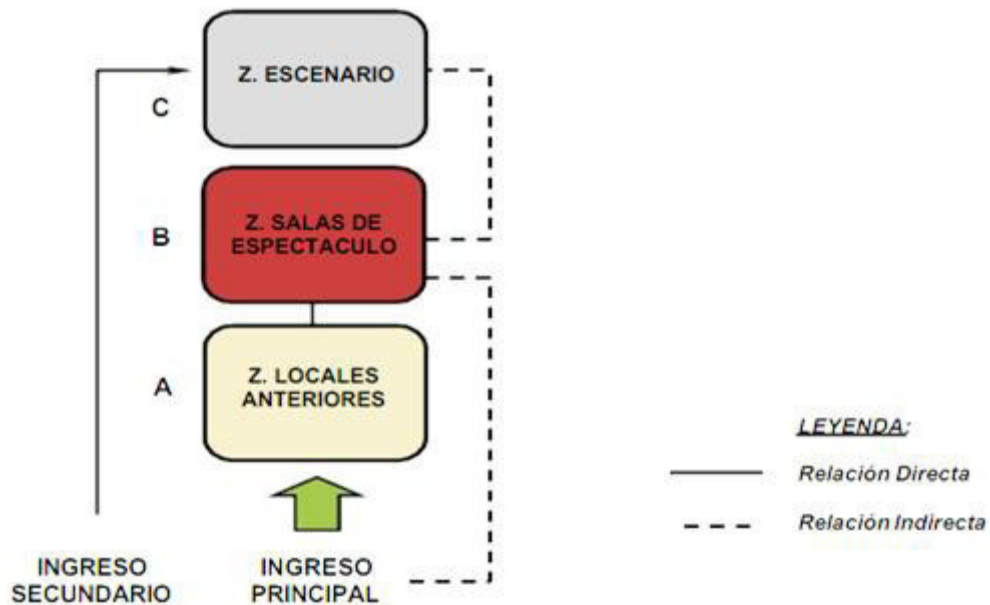 Z. ESCENARIO
C
Z. SALAS DE
ESPECTACULO
B
Z. LOCALES
ANTERIORES
A
LEYENDA:
Relación Directa
Relación Indirecta
INGRESO
SECUNDARIO
INGRESO
PRINCIPAL